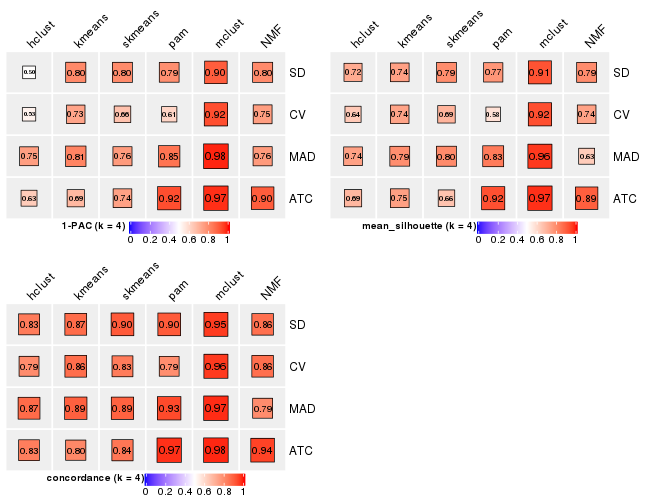 hclust kmeans skmeans pam mclust NMF
0.50 0.80 0.80 0.79 0.90 0.80 SD
0.53 0.73 0.66 0.61 0.92 0.75 CV
0.75 0.81 0.76 0.85 0.98 0.76 MAD
0.63 0.69 0.74 0.92 0.97 0.90 ATC
1-PAC (k = 4)
0 0.2 0.4 0.6 0.8 1
hclust kmeans skmeans pam mclust NMF
0.72 0.74 0.79 0.77 0.91 0.79 SD
0.64 0.74 0.69 0.58 0.92 0.74 CV
0.74 0.79 0.80 0.83 0.96 0.63 MAD
0.69 0.75 0.66 0.92 0.97 0.89 ATC
mean_silhouette (k = 4)
0 0.2 0.4 0.6 0.8 1
hclust kmeans skmeans pam mclust NMF
0.83 0.87 0.90 0.90 0.95 0.86 SD
0.79 0.86 0.83 0.79 0.96 0.86 CV
0.87 0.89 0.89 0.93 0.97 0.79 MAD
0.83 0.80 0.84 0.97 0.98 0.94 ATC
concordance (k = 4)
0 0.2 0.4 0.6 0.8 1